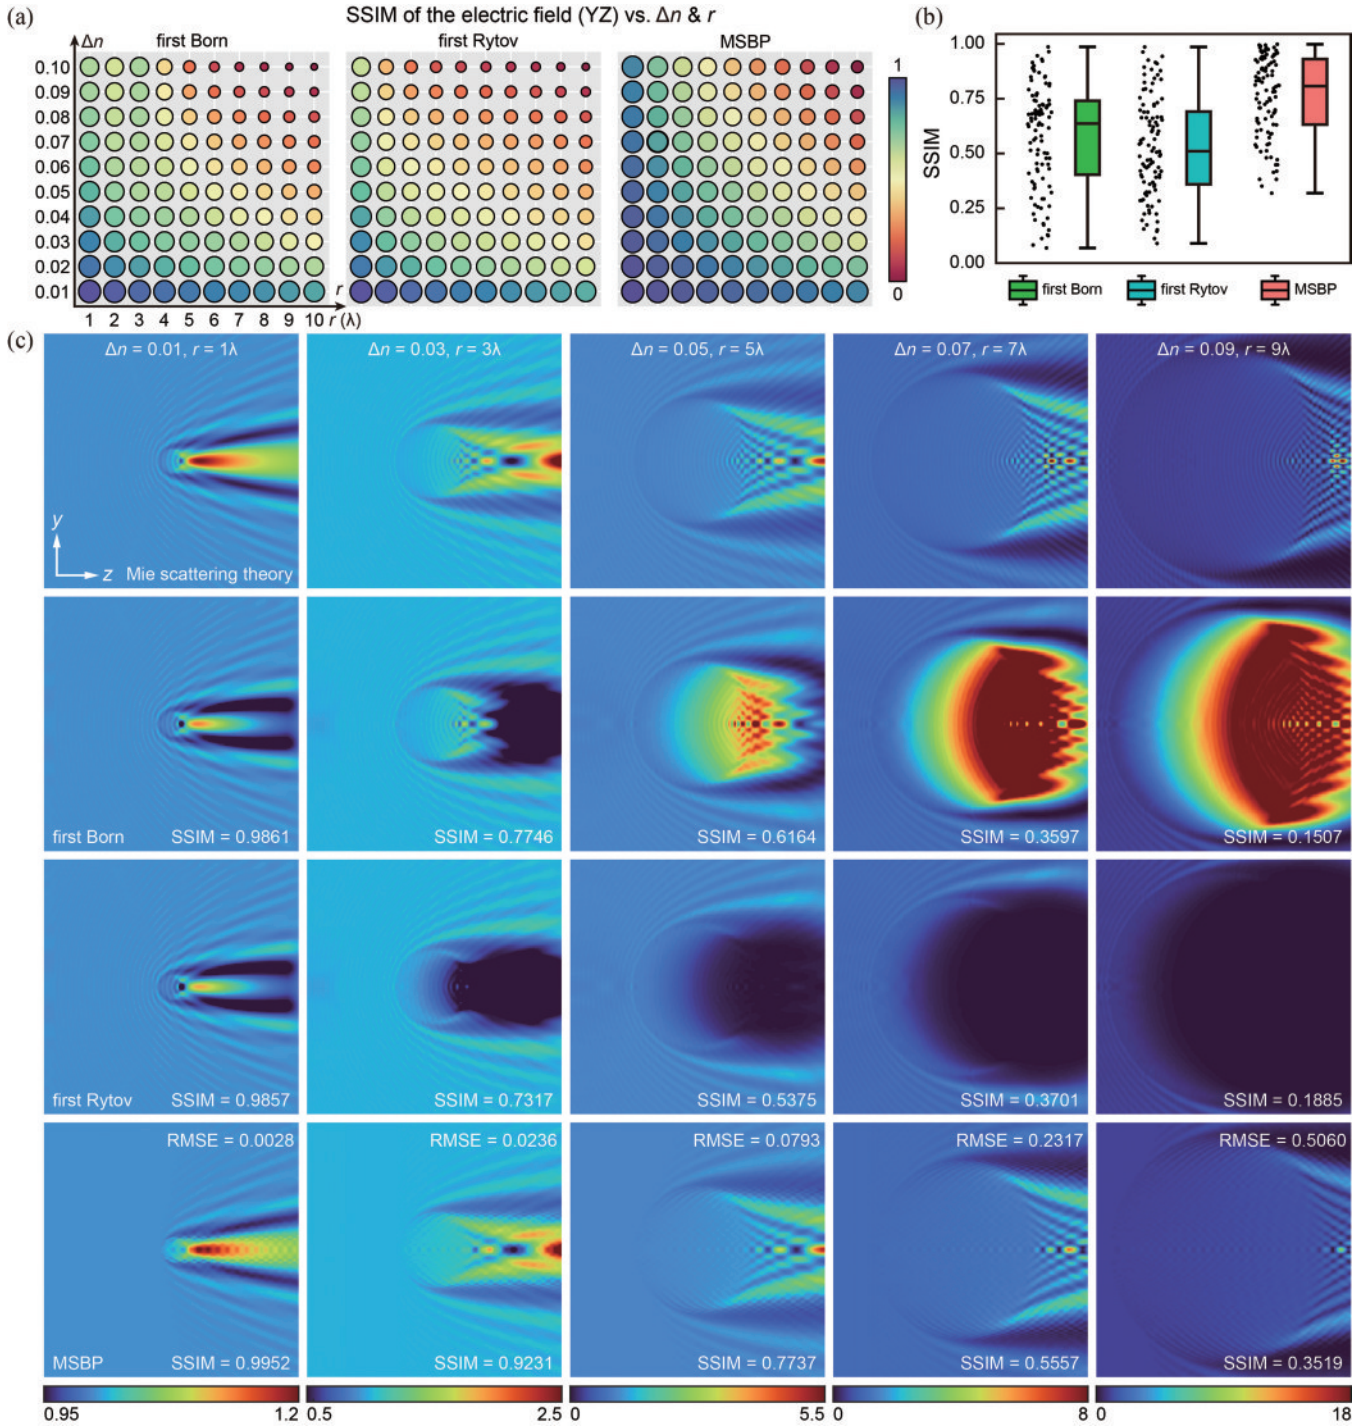 (a)
SSIM of the electric field (YZ) vs. Δn & r
Δn
first Born
first Rytov
MSBP
0.10
0.09
0.08
0.07
0.06
0.05
0.04
0.03
0.02
0.01
r
1 2 3 4 5 6 7 8 9 10 r (λ)
1
0
(b)
SSIM
1.00
0.75
0.50
0.25
0.00
first Born first Rytov MSBP
(c)
Δn = 0.01, r = 1λ
Δn = 0.03, r = 3λ
Δn = 0.05, r = 5λ
Δn = 0.07, r = 7λ
Δn = 0.09, r = 9λ
y
z Mie scattering theory
first Born SSIM = 0.9861
SSIM = 0.7746
SSIM = 0.6164
SSIM = 0.3597
SSIM = 0.1507
first Rytov SSIM = 0.9857
SSIM = 0.7317
SSIM = 0.5375
SSIM = 0.3701
SSIM = 0.1885
RMSE = 0.0028
RMSE = 0.0236
RMSE = 0.0793
RMSE = 0.2317
RMSE = 0.5060
MSBP SSIM = 0.9952
SSIM = 0.9231
SSIM = 0.7737
SSIM = 0.5557
SSIM = 0.3519
0.95 1.2
0.5 2.5
0 5.5
0 8
0 18